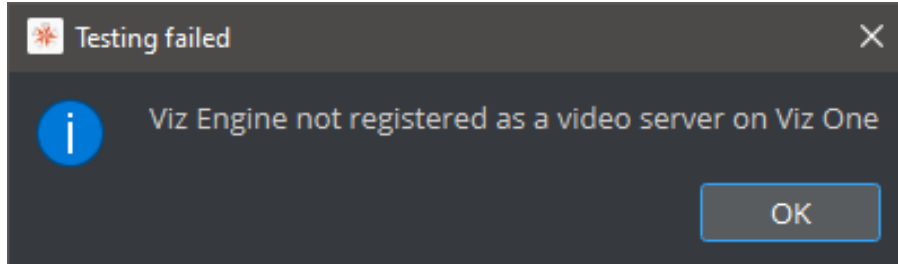 Testing failed
Viz Engine not registered as a video server on Viz One
OK